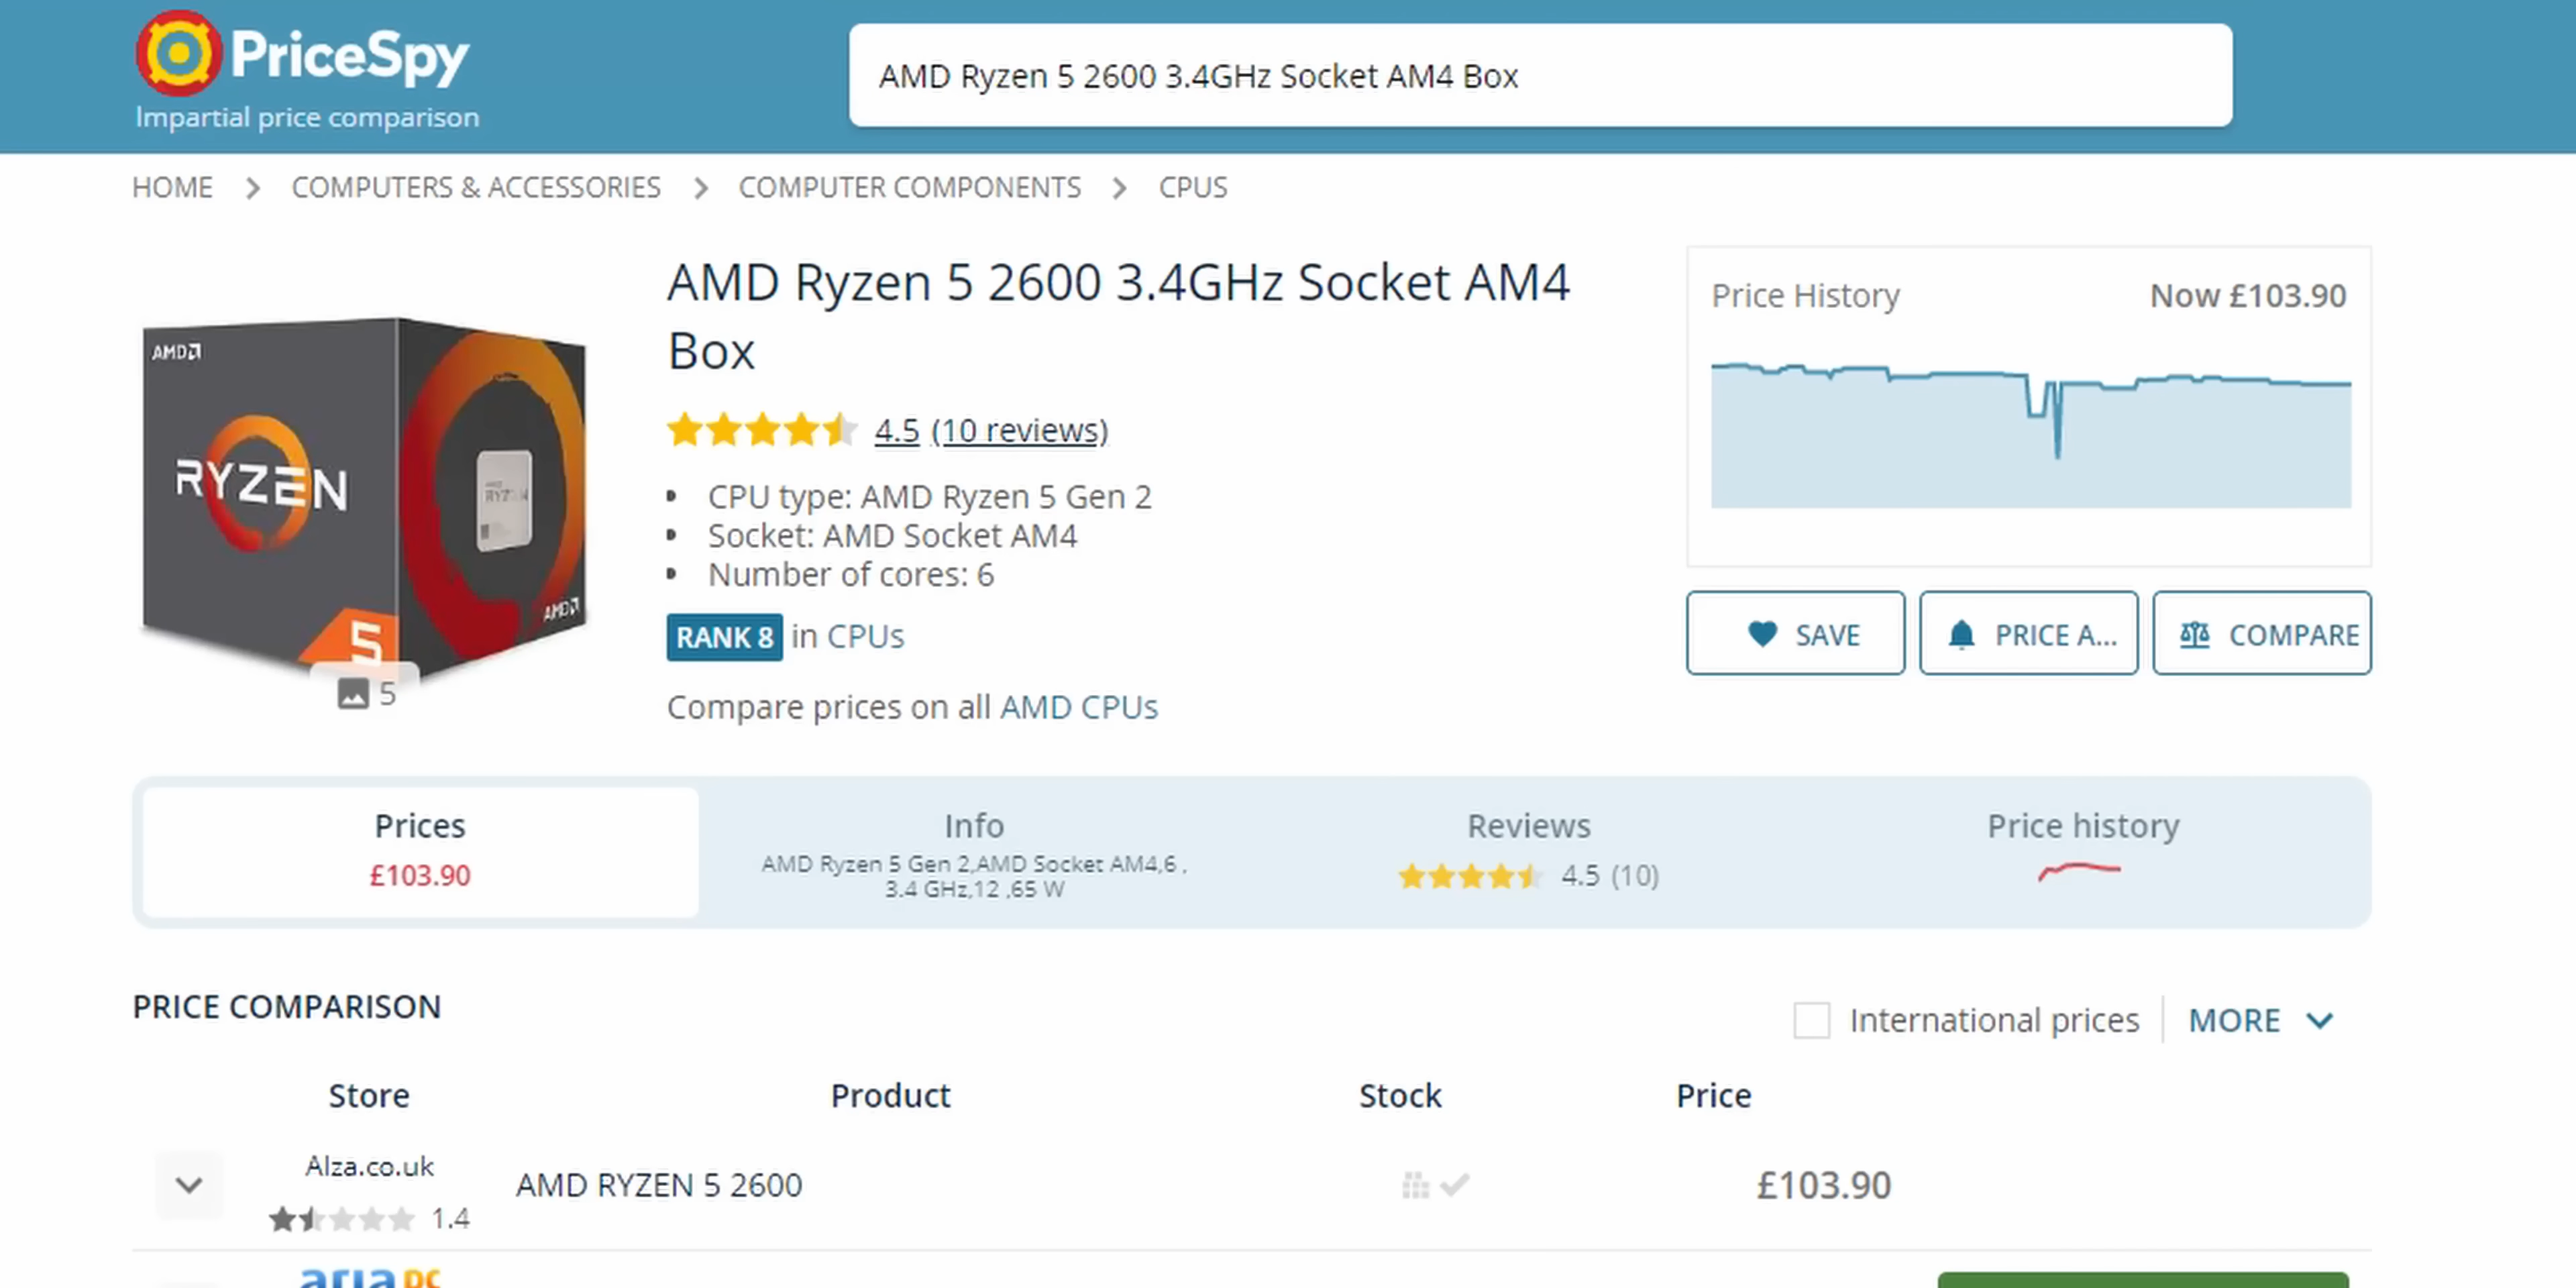 PriceSpy
Impartial price comparison
AMD Ryzen 5 2600 3.4GHz Socket AM4 Box
HOME
COMPUTERS & ACCESSORIES
COMPUTER COMPONENTS
CPUS
AMD
RYZEN
5
AMD
RYZEN
AMD
5
AMD Ryzen 5 2600 3.4GHz Socket AM4
Box
4.5 (10 reviews)
• CPU type: AMD Ryzen 5 Gen 2
• Socket: AMD Socket AM4
• Number of cores: 6
RANK 8 in CPUs
Compare prices on all AMD CPUs
Price History
Now £103.90
SAVE
PRICE A...
COMPARE
Prices
£103.90
Info
AMD Ryzen 5 Gen 2,AMD Socket AM4,6 ,
3.4 GHz,12 ,65 W
Reviews
4.5 (10)
Price history
PRICE COMPARISON
International prices
MORE
Store
Product
Stock
Price
Alza.co.uk
1.4
AMD RYZEN 5 2600
£103.90
aria PC